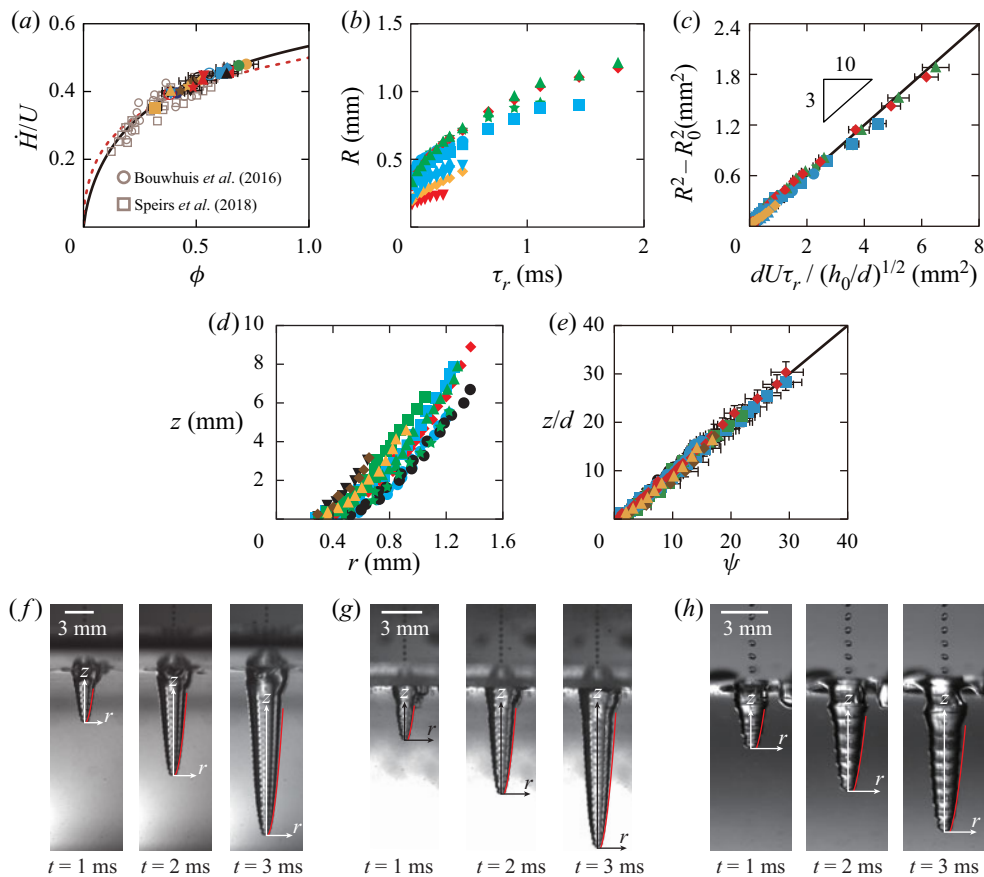 (a)
0.6
0.4
0.2
0
0.5
1.0
Ḣ/U
ϕ
Bouwhuis et al. (2016)
Speirs et al. (2018)
(b)
1.5
1.0
0.5
0
1
2
R (mm)
τr (ms)
(c)
2.4
1.8
1.2
0.6
0
2
4
6
8
10
3
R² – R₀² (mm²)
dUτr / (h₀/d)^1/2 (mm²)
(d)
10
8
6
4
2
0
0.4
0.8
1.2
1.6
z (mm)
r (mm)
(e)
40
30
20
10
0
10
20
30
40
z/d
ψ
(f)
3 mm
z
r
z
r
z
r
t = 1 ms
t = 2 ms
t = 3 ms
(g)
3 mm
z
r
z
r
z
r
t = 1 ms
t = 2 ms
t = 3 ms
(h)
3 mm
z
r
z
r
z
r
t = 1 ms
t = 2 ms
t = 3 ms